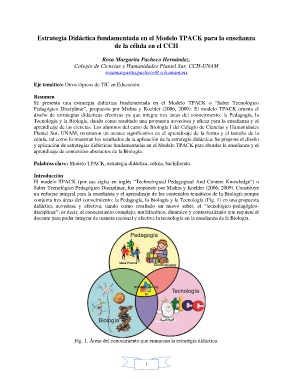 Estrategia Didáctica fundamentada en el Modelo TPACK para la enseñanza
de la célula en el CCH
Rosa Margarita Pacheco Hernández,
Colegio de Ciencias y Humanidades Plantel Sur, CCH-UNAM
rosamargarita.pacheco@cch.unam.mx
Eje temático: Otros tópicos de TIC en Educación.
Resumen
Se presenta una estrategia didáctica fundamentada en el Modelo TPACK o "Saber Tecnológico
Pedagógico Disciplinar", propuesto por Mishra y Koehler (2006, 2009). El modelo TPACK orienta el
diseño de estrategias didácticas efectivas ya que integra tres áreas del conocimiento: la Pedagogía, la
Tecnología y la Biología, dando como resultado una propuesta novedosa y eficaz para la enseñanza y el
aprendizaje de las ciencias. Los alumnos del curso de Biología I del Colegio de Ciencias y Humanidades
Plantel Sur, UNAM, mostraron un avance significativo en el aprendizaje de la forma y el tamaño de la
célula, tal como lo muestran los resultados de la aplicación de la estrategia didáctica. Se propone el diseño
y aplicación de estrategias didácticas fundamentadas en el Modelo TPACK para abordar la enseñanza y el
aprendizaje de contenidos abstractos de la Biología.
Palabras clave: Modelo TPACK, estrategia didáctica, célula, bachillerato.
Introducción
El modelo TPACK (por sus siglas en inglés "Technological Pedagogical And Content Knowledge") o
Saber Tecnológico Pedagógico Disciplinar, fue propuesto por Mishra y Koehler (2006, 2009). Constituye
un enfoque integral para la enseñanza y el aprendizaje de los contenidos temáticos de la Biología porque
conjunta tres áreas del conocimiento: la Pedagogía, la Biología y la Tecnología (Fig. 1) en una propuesta
didáctica novedosa y efectiva, dando como resultado un nuevo saber, el "tecnológico-pedagógico-
disciplinar"; es decir, el conocimiento complejo, multifacético, dinámico y contextualizado que requiere el
docente para poder integrar de manera racional y efectiva la tecnología en la enseñanza de la Biología.
Pedagogía
Biología
Tecnología
Fig. 1. Áreas del conocimiento que enmarcan la estrategia didáctica.
1